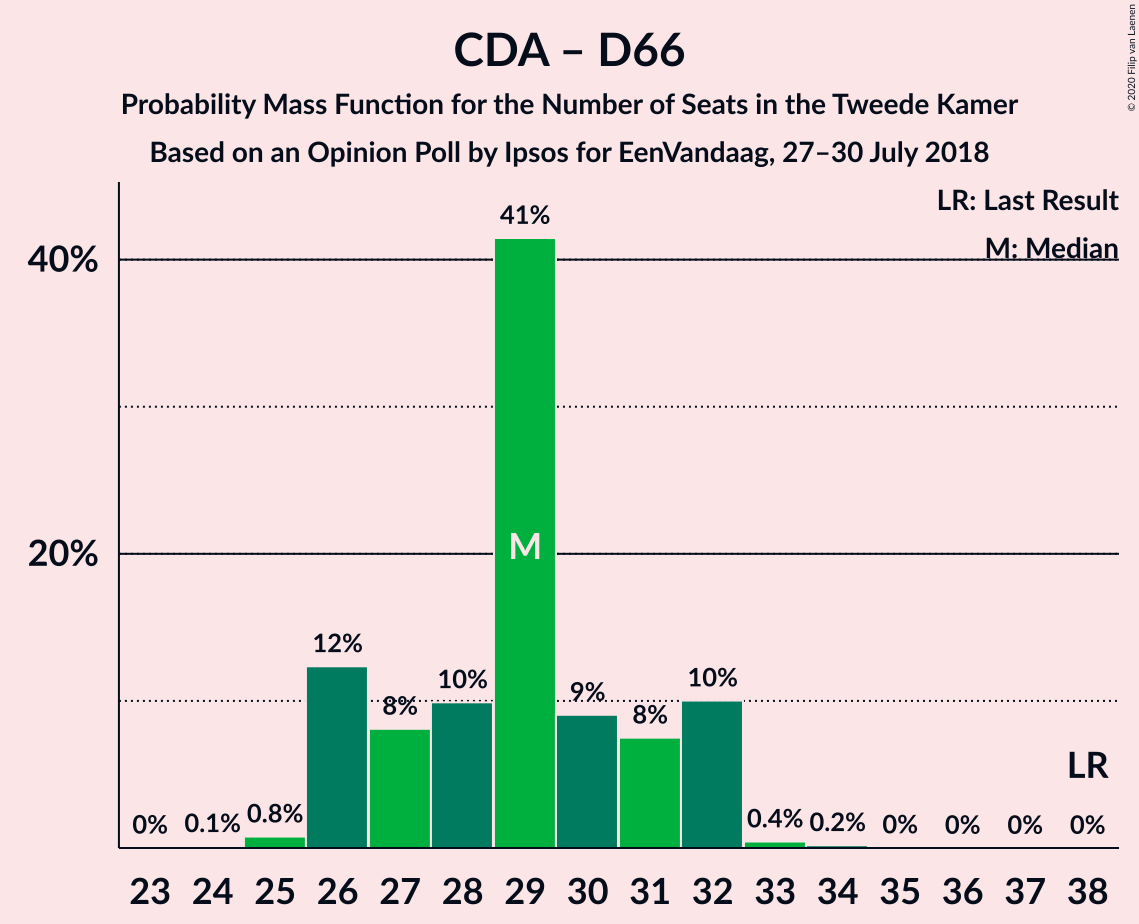 CDA – D66
Probability Mass Function for the Number of Seats in the Tweede Kamer
Based on an Opinion Poll by Ipsos for EenVandaag, 27–30 July 2018
© 2020 Filip van Laenen
LR: Last Result
M: Median
41%
40%
M
20%
12%
8%
10%
9%
8%
10%
LR
0% 0.1% 0.8% 0.4% 0.2% 0% 0% 0% 0%
23 24 25 26 27 28 29 30 31 32 33 34 35 36 37 38